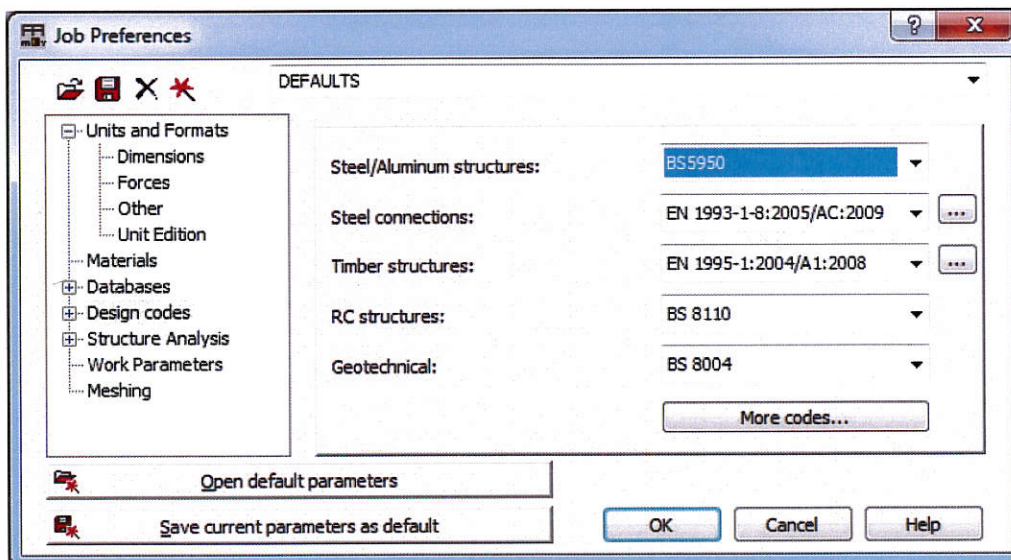 Job Preferences
DEFAULTS
Units and Formats
Dimensions
Forces
Other
Unit Edition
Materials
Databases
Design codes
Structure Analysis
Work Parameters
Meshing
Steel/Aluminum structures: BS5950
Steel connections: EN 1993-1-8:2005/AC:2009 ...
Timber structures: EN 1995-1:2004/A1:2008 ...
RC structures: BS 8110
Geotechnical: BS 8004
More codes...
Open default parameters
Save current parameters as default
OK Cancel Help